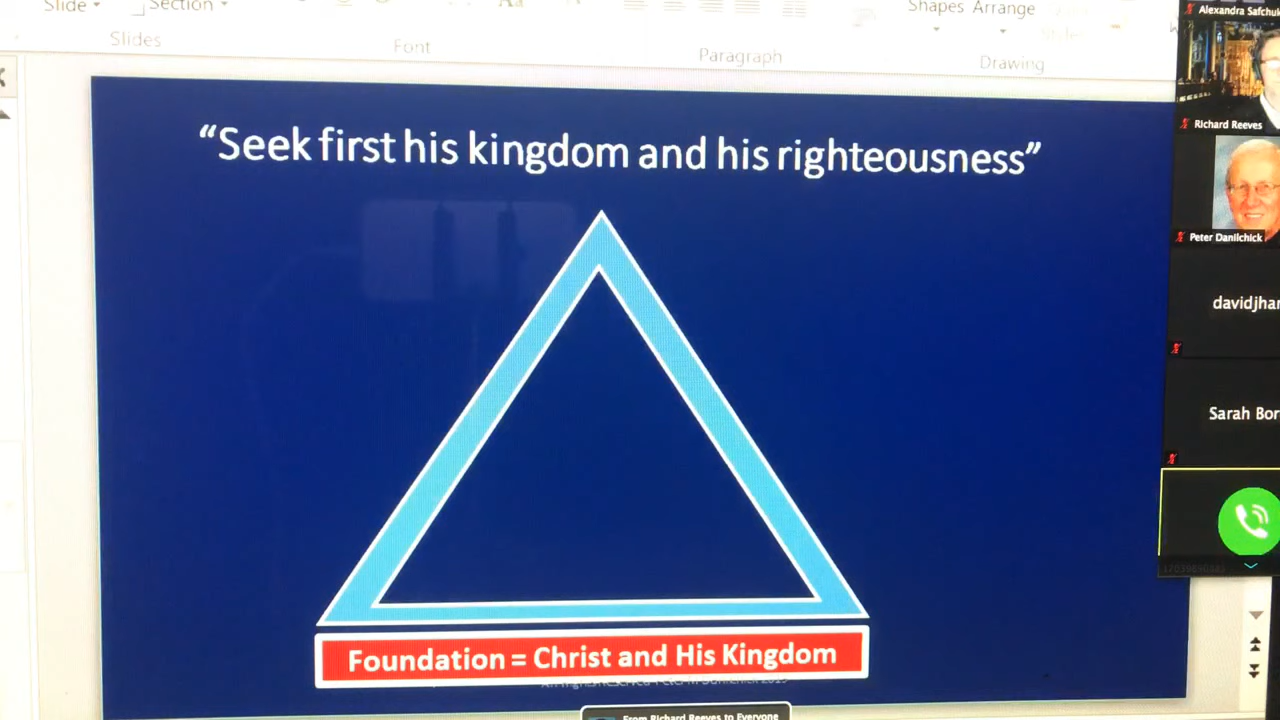 Slide
Section
Shapes Arrange
Slides
Font
Paragraph
Drawing
"Seek first his kingdom and his righteousness"
Foundation = Christ and His Kingdom
From Richard Reeves to Everyone
Alexandra Safchuk
Richard Reeves
Peter Danilchick
davidjhar
Sarah Bor